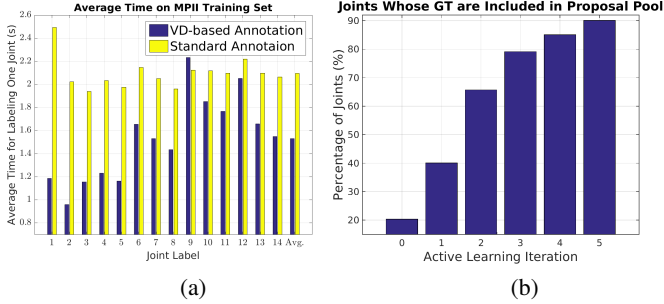 Average Time on MPII Training Set
VD-based Annotation
Standard Annotaion
Average Time for Labeling One Joint (s)
2.6
2.4
2.2
2
1.8
1.6
1.4
1.2
1
0.8
1 2 3 4 5 6 7 8 9 10 11 12 13 14 Avg.
Joint Label
(a)
Joints Whose GT are Included in Proposal Pool
Percentage of Joints (%)
90
80
70
60
50
40
30
20
0 1 2 3 4 5
Active Learning Iteration
(b)